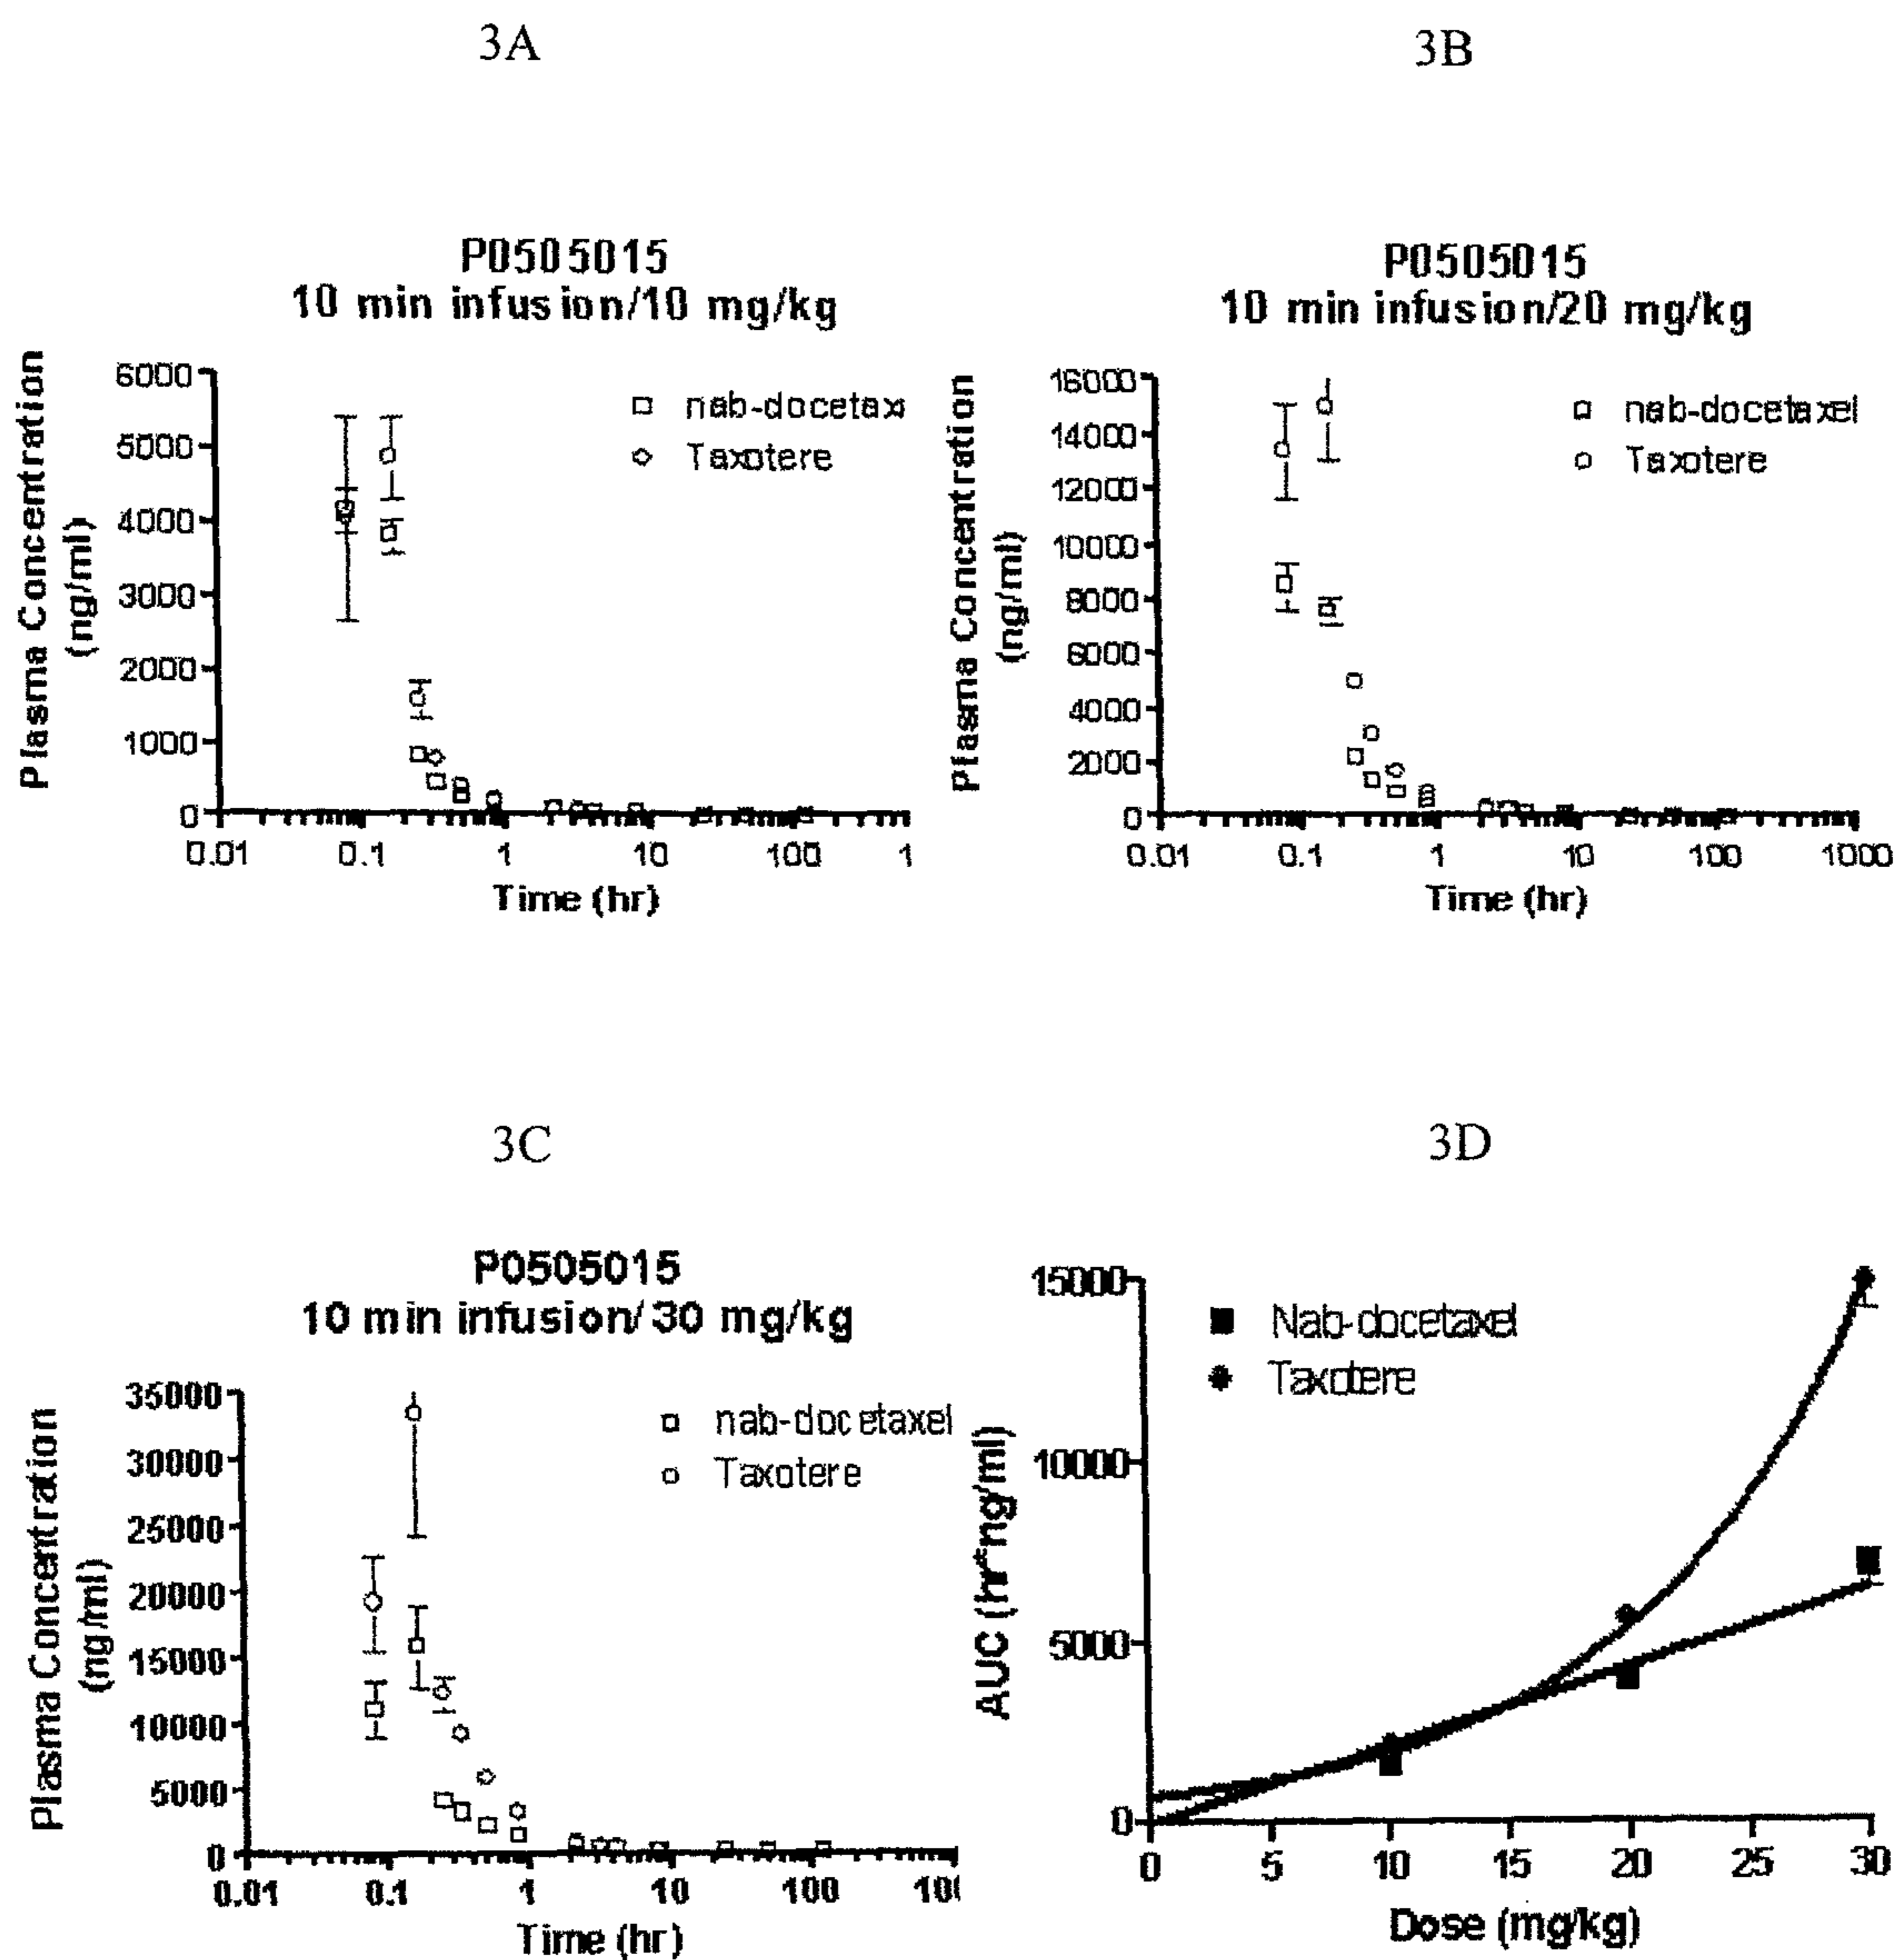 3A
3B
P0505015
10 min infusion/10 mg/kg
Plasma Concentration
(ng/ml)
6000
5000
4000
3000
2000
1000
0
nab-docetax
Taxotere
0.01
0.1
1
10
100
1
Time (hr)
P0505015
10 min infusion/20 mg/kg
Plasma Concentration
(ng/ml)
16000
14000
12000
10000
8000
6000
4000
2000
0
nab-docetaxel
Taxotere
0.01
0.1
1
10
100
1000
Time (hr)
3C
3D
P0505015
10 min infusion/30 mg/kg
Plasma Concentration
(ng/ml)
35000
30000
25000
20000
15000
10000
5000
0
nab-docetaxel
Taxotere
0.01
0.1
1
10
100
Time (hr)
AUC (hr*ng/ml)
15000
10000
5000
0
Nab-docetaxel
Taxotere
0
5
10
15
20
25
30
Dose (mg/kg)